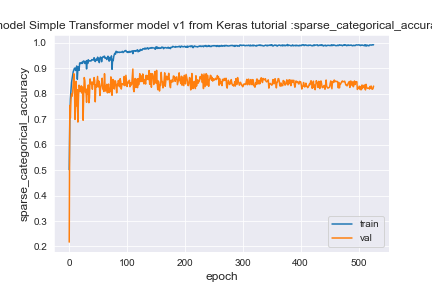 model Simple Transformer model v1 from Keras tutorial :sparse_categorical_accura
1.0
0.9
0.8
0.7
0.6
0.5
0.4
0.3
0.2
sparse_categorical_accuracy
0 100 200 300 400 500
epoch
train
val